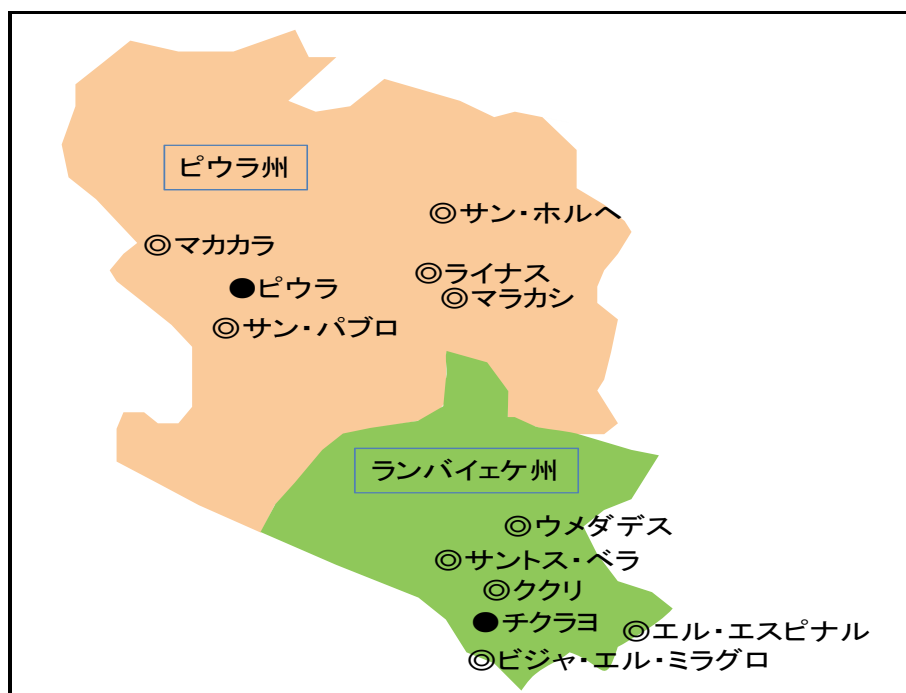 ピウラ州
◎サン・ホルヘ
◎マカカラ
◎ライナス
●ピウラ
◎マラカシ
◎サン・パブロ
ランバイェケ州
◎ウメダデス
◎サントス・ベラ
◎ククリ
●チクラヨ
◎エル・エスピナル
◎ビジャ・エル・ミラグロ